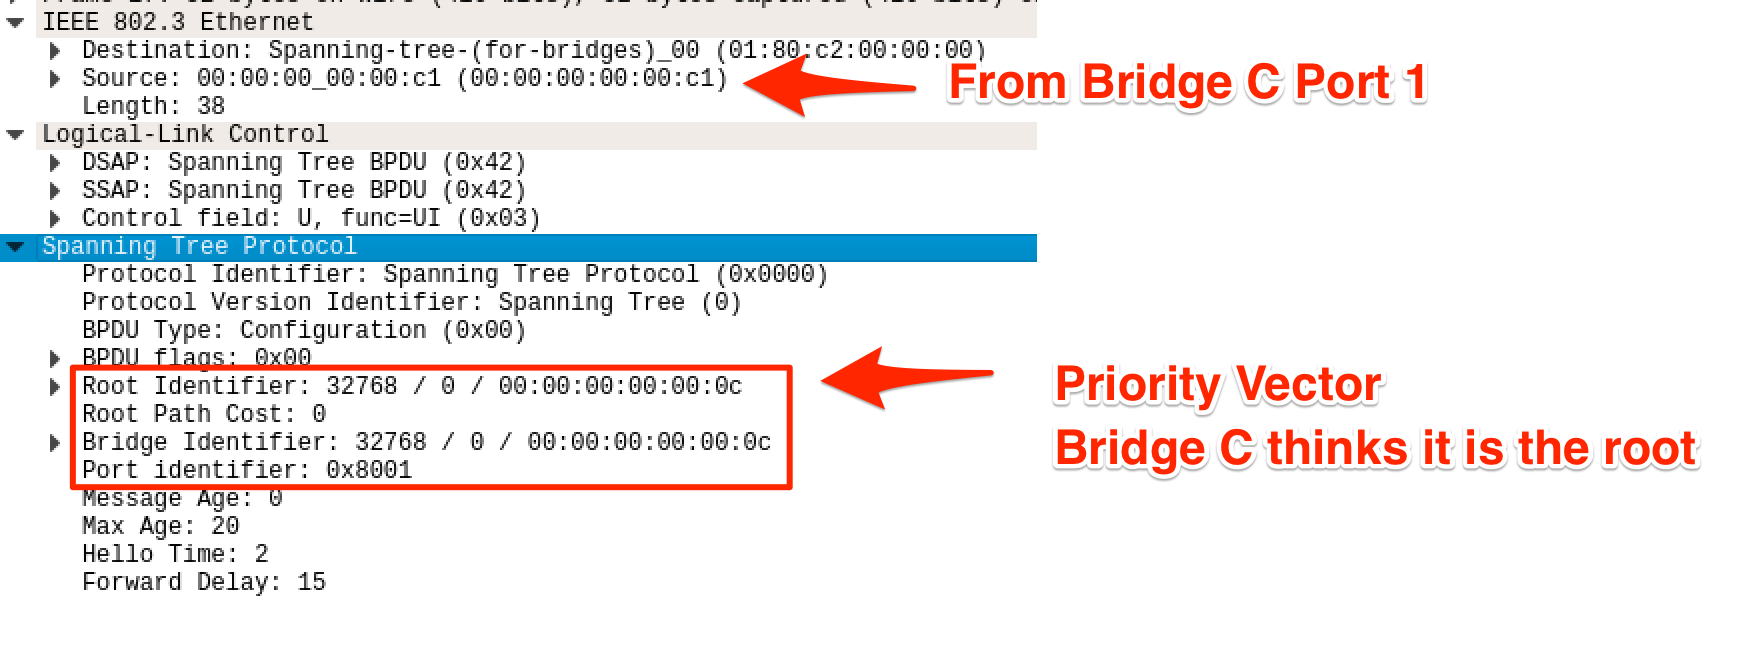 IEEE 802.3 Ethernet
Destination: Spanning-tree-(for-bridges)_00 (01:80:c2:00:00:00)
Source: 00:00:00_00:00:c1 (00:00:00:00:00:c1)
From Bridge C Port 1
Length: 38
Logical-Link Control
DSAP: Spanning Tree BPDU (0x42)
SSAP: Spanning Tree BPDU (0x42)
Control field: U, func=UI (0x03)
Spanning Tree Protocol
Protocol Identifier: Spanning Tree Protocol (0x0000)
Protocol Version Identifier: Spanning Tree (0)
BPDU Type: Configuration (0x00)
BPDU flags: 0x00
Root Identifier: 32768 / 0 / 00:00:00:00:00:0c
Root Path Cost: 0
Bridge Identifier: 32768 / 0 / 00:00:00:00:00:0c
Port identifier: 0x8001
Priority Vector
Bridge C thinks it is the root
Message Age: 0
Max Age: 20
Hello Time: 2
Forward Delay: 15